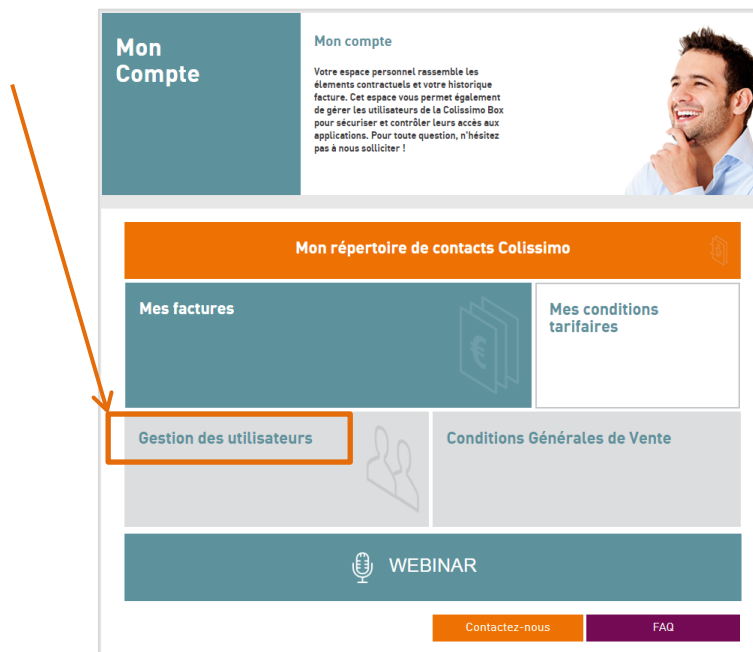 Mon
Compte
Mon compte
Votre espace personnel rassemble les
élements contractuels et votre historique
facture. Cet espace vous permet également
de gérer les utilisateurs de la Colissimo Box
pour sécuriser et contrôler leurs accès aux
applications. Pour toute question, n'hésitez
pas à nous solliciter !
Mon répertoire de contacts Colissimo
Mes factures
€
Mes conditions
tarifaires
Gestion des utilisateurs
Conditions Générales de Vente
WEBINAR
Contactez-nous
FAQ